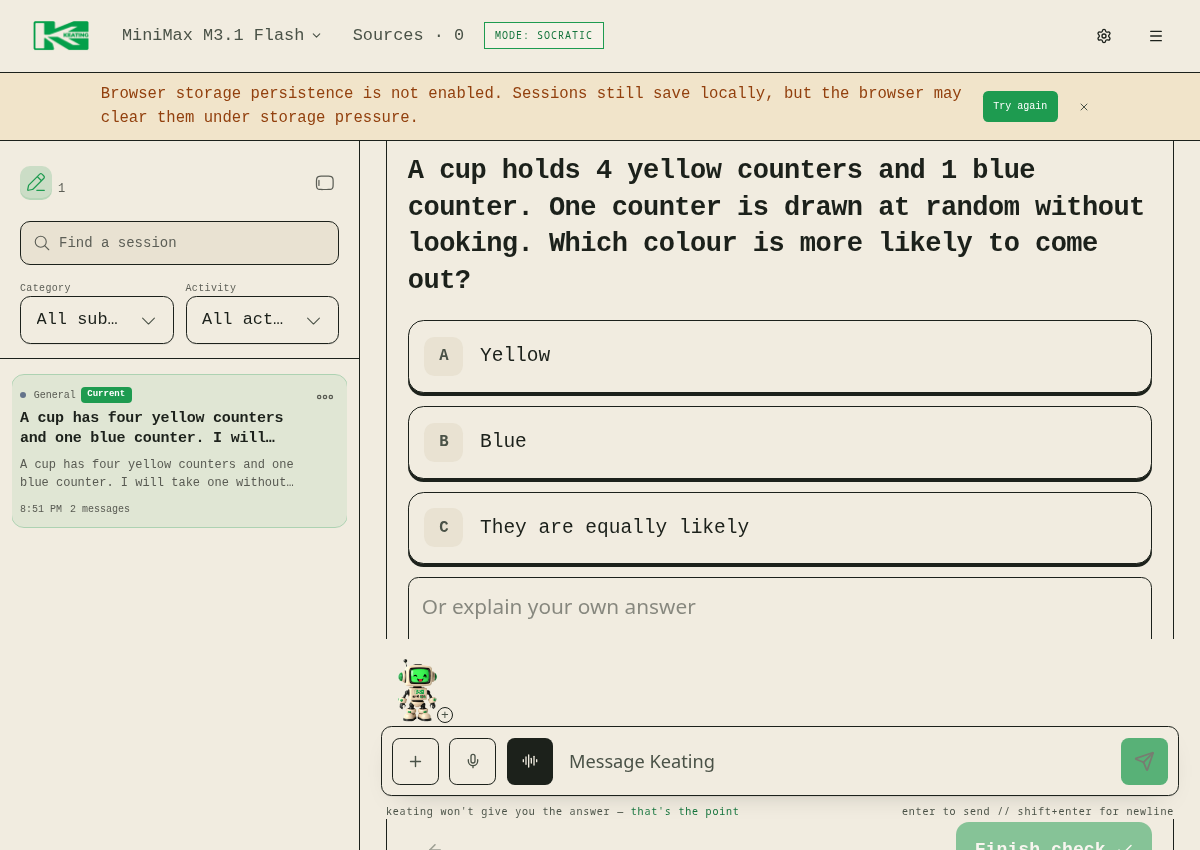 KEATING
MiniMax M3.1 Flash
Sources · 0
MODE: SOCRATIC
Browser storage persistence is not enabled. Sessions still save locally, but the browser may
clear them under storage pressure.
Try again
1
Find a session
Category
Activity
All sub…
All act…
General
Current
A cup has four yellow counters
and one blue counter. I will…
A cup has four yellow counters and one
blue counter. I will take one without…
8:51 PM 2 messages
A cup holds 4 yellow counters and 1 blue
counter. One counter is drawn at random without
looking. Which colour is more likely to come
out?
A
Yellow
B
Blue
C
They are equally likely
Or explain your own answer
Message Keating
keating won't give you the answer — that's the point
enter to send // shift+enter for newline
Finish check